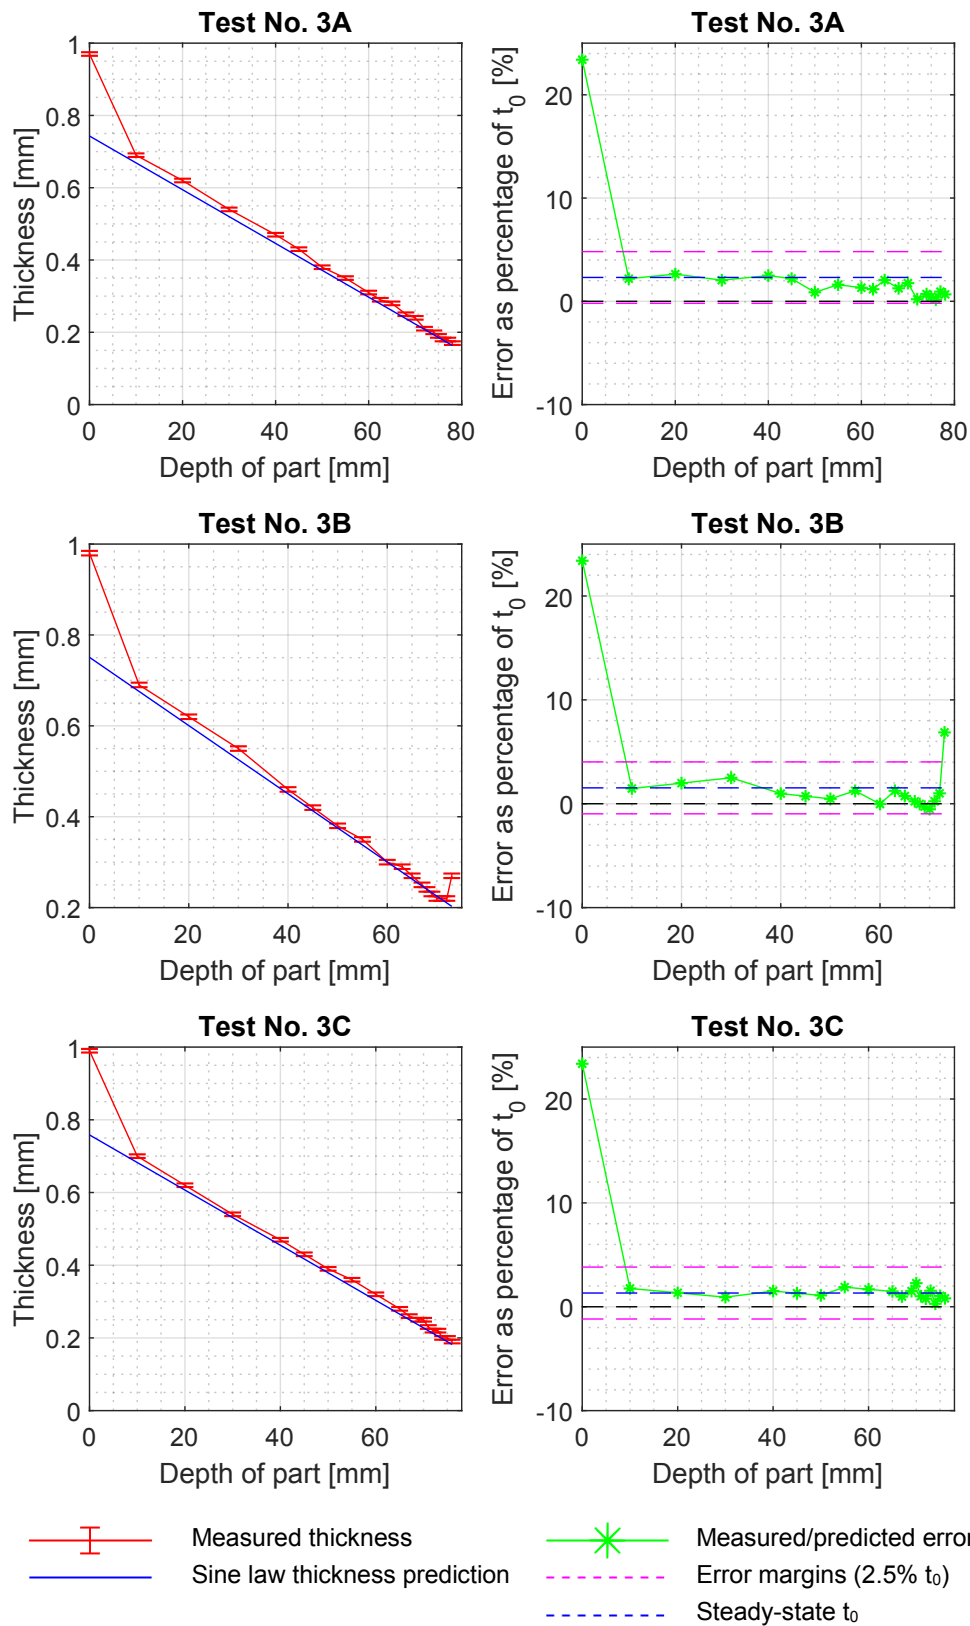 Test No. 3A
Thickness [mm]
1
0.8
0.6
0.4
0.2
0
0 20 40 60 80
Depth of part [mm]
Test No. 3A
Error as percentage of t0 [%]
20
10
0
-10
0 20 40 60 80
Depth of part [mm]
Test No. 3B
Thickness [mm]
1
0.8
0.6
0.4
0.2
0 20 40 60
Depth of part [mm]
Test No. 3B
Error as percentage of t0 [%]
20
10
0
-10
0 20 40 60
Depth of part [mm]
Test No. 3C
Thickness [mm]
1
0.8
0.6
0.4
0.2
0
0 20 40 60
Depth of part [mm]
Test No. 3C
Error as percentage of t0 [%]
20
10
0
-10
0 20 40 60
Depth of part [mm]
Measured thickness
Sine law thickness prediction
Measured/predicted error
Error margins (2.5% t0)
Steady-state t0